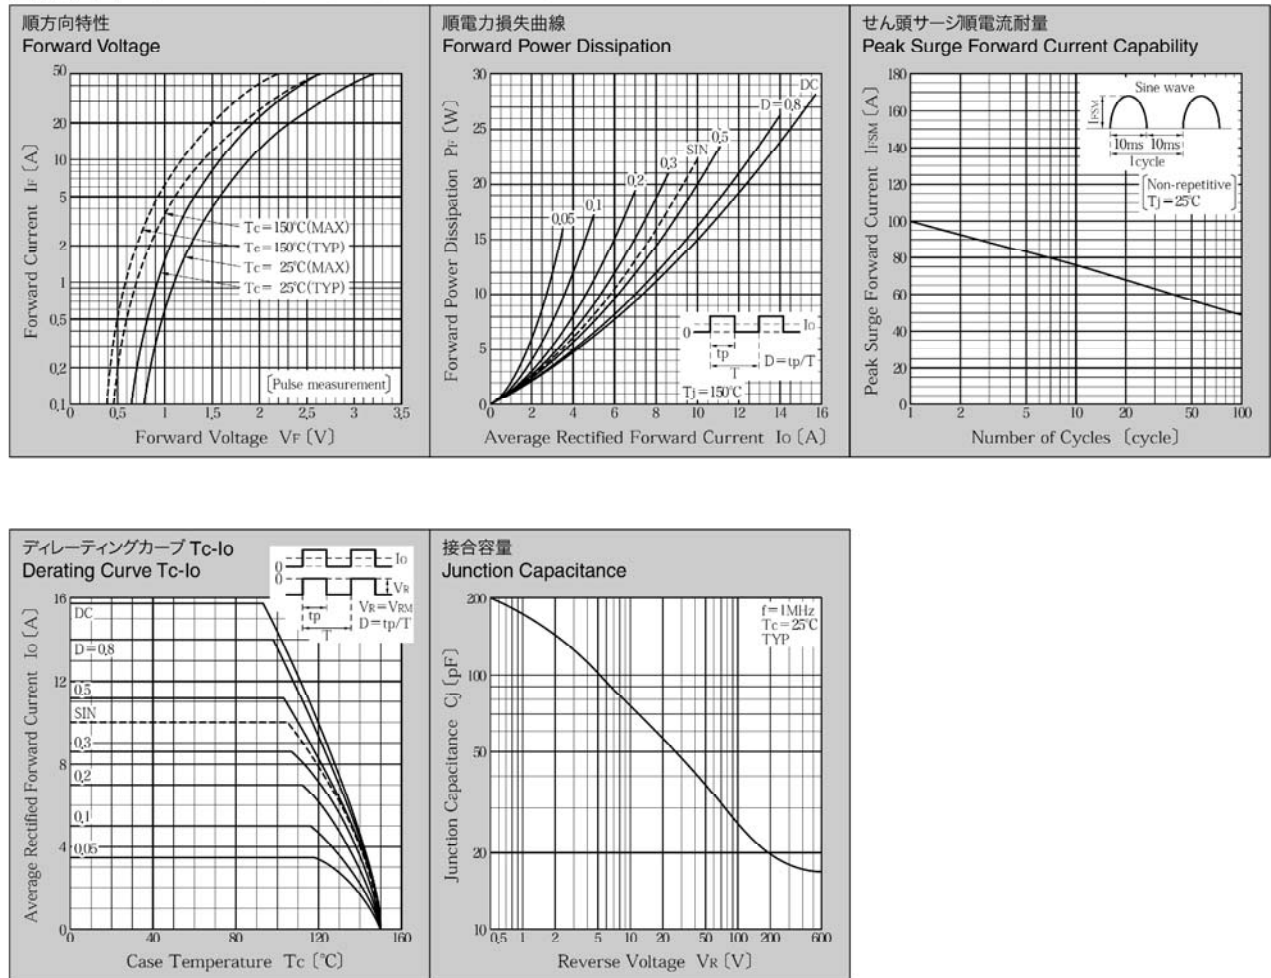 順方向特性
Forward Voltage
50
20
10
5
2
1
0.5
0.2
0.1
Forward Current IF [A]
Tc=150℃(MAX)
Tc=150℃(TYP)
Tc= 25℃(MAX)
Tc= 25℃(TYP)
[Pulse measurement]
0 0.5 1 1.5 2 2.5 3 3.5
Forward Voltage VF [V]
順電力損失曲線
Forward Power Dissipation
30
25
20
15
10
5
0
Forward Power Dissipation PF [W]
DC
D=0.8
0.5
SIN
0.3
0.2
0.1
0.05
0
Io
tp
T
D=tp/T
Tj=150℃
0 2 4 6 8 10 12 14 16
Average Rectified Forward Current Io [A]
せん頭サージ順電流耐量
Peak Surge Forward Current Capability
180
160
140
120
100
80
60
40
20
0
Peak Surge Forward Current IFSM [A]
Sine wave
IFSM
10ms 10ms
1cycle
[Non-repetitive
Tj=25℃]
1 2 5 10 20 50 100
Number of Cycles [cycle]
ディレーティングカーブ Tc-Io
Derating Curve Tc-Io
0
Io
0
VR
tp
T
VR=VRM
D=tp/T
16
12
8
4
0
Average Rectified Forward Current Io [A]
DC
D=0.8
0.5
SIN
0.3
0.2
0.1
0.05
0 40 80 120 160
Case Temperature Tc [℃]
接合容量
Junction Capacitance
200
100
50
20
10
Junction Capacitance Cj [pF]
f=1MHz
Tc=25℃
TYP
0.5 1 2 5 10 20 50 100 200 600
Reverse Voltage VR [V]